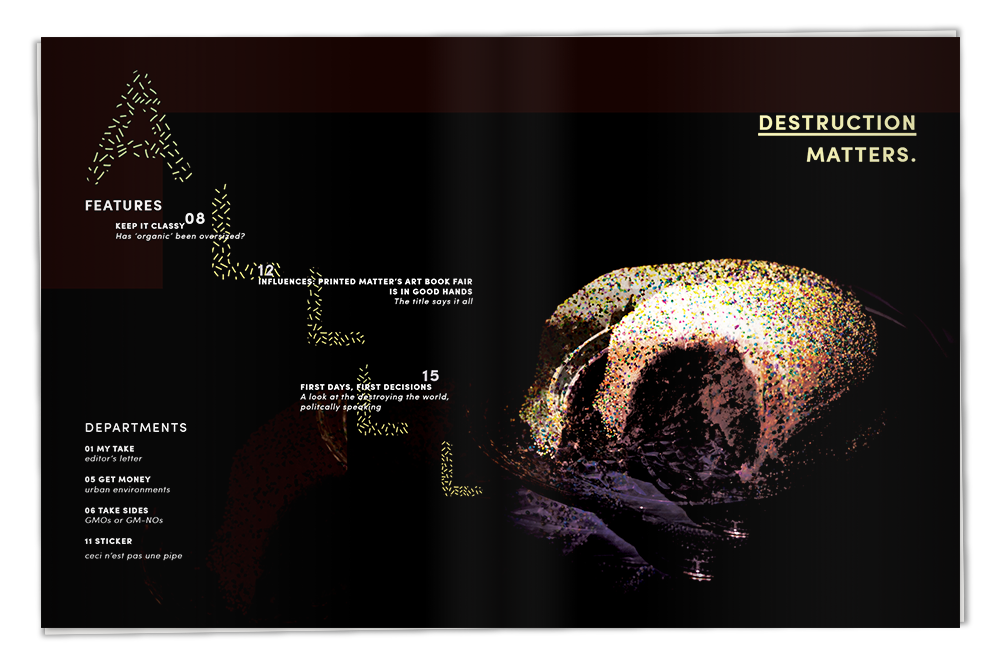 DESTRUCTION
MATTERS.
A
L
L
L
L
FEATURES
08
KEEP IT CLASSY
Has 'organic' been oversized?
12
INFLUENCES: PRINTED MATTER'S ART BOOK FAIR
IS IN GOOD HANDS
The title says it all
15
FIRST DAYS, FIRST DECISIONS
A look at the destroying the world,
politcally speaking
DEPARTMENTS
01 MY TAKE
editor's letter
05 GET MONEY
urban environments
06 TAKE SIDES
GMOs or GM-NOs
11 STICKER
ceci n'est pas une pipe